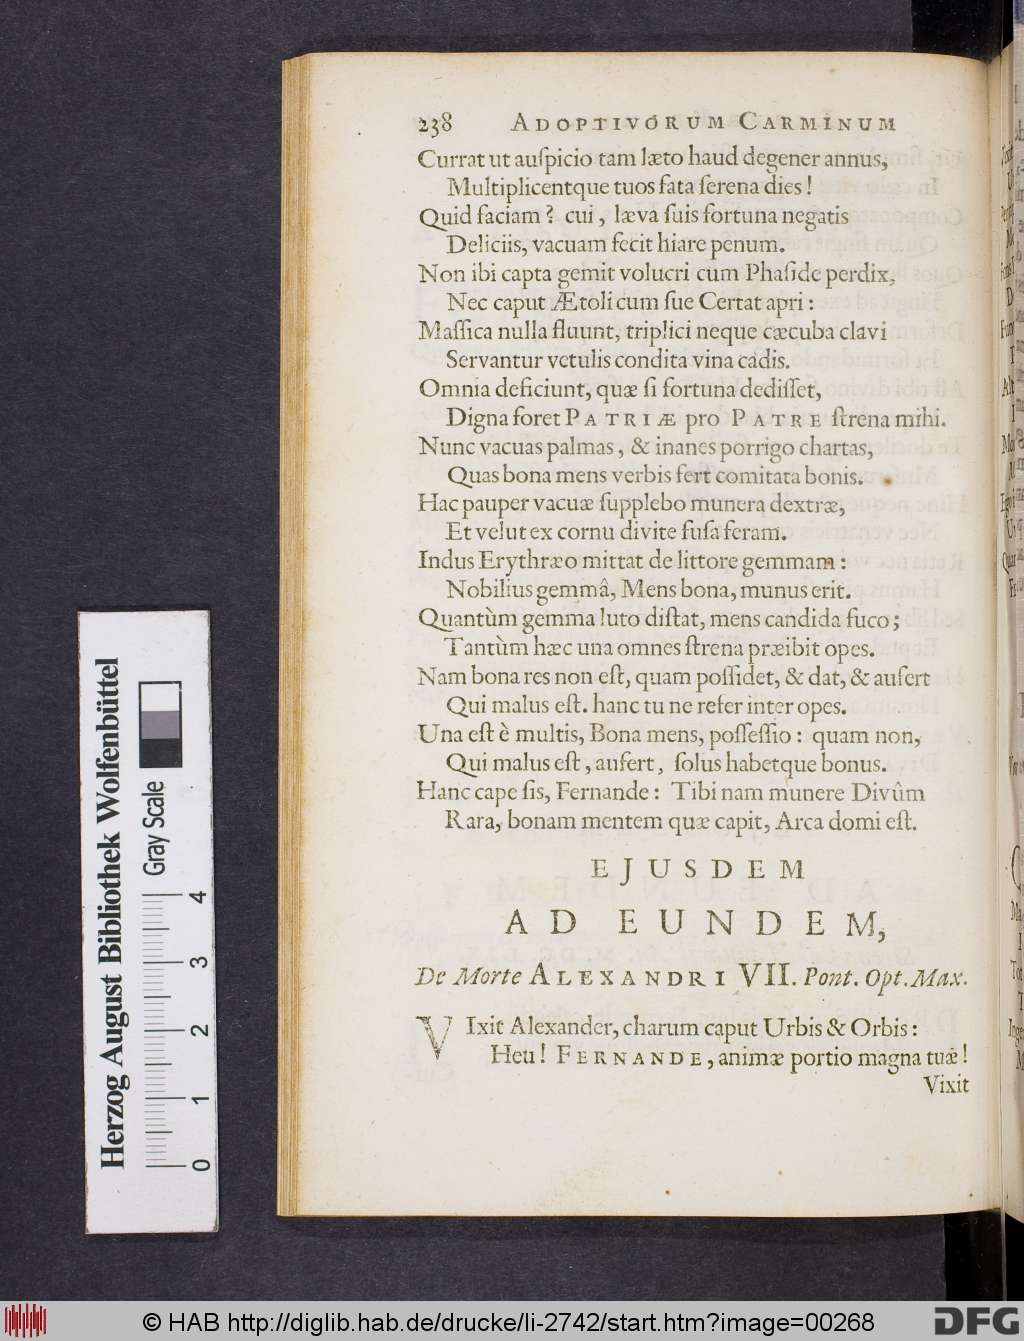 238 ADOPTIVORUM CARMINUM
Currat ut auſpicio tam læto haud degener annus,
Multiplicentque tuos fata ſerena dies !
Quid faciam ? cui , læva ſuis fortuna negatis
Deliciis, vacuam fecit hiare penum.
Non ibi capta gemit volucri cum Phaſide perdix,
Nec caput Ætoli cum ſue Certat apri :
Maſſica nulla fluunt, triplici neque cæcuba clavi
Servantur vetulis condita vina cadis.
Omnia deficiunt, quæ ſi fortuna dediſſet,
Digna foret PATRIÆ pro PATRE ſtrena mihi.
Nunc vacuas palmas , & inanes porrigo chartas,
Quas bona mens verbis fert comitata bonis.
Hac pauper vacuæ ſupplebo munera dextræ,
Et velut ex cornu divite fuſa feram.
Indus Erythræo mittat de littore gemmam :
Nobilius gemmâ, Mens bona, munus erit.
Quantùm gemma luto diſtat, mens candida fuco ;
Tantùm hæc una omnes ſtrena præibit opes.
Nam bona res non eſt, quam poſſidet, & dat, & aufert
Qui malus eſt. hanc tu ne refer inter opes.
Una eſt è multis, Bona mens, poſſeſſio : quam non,
Qui malus eſt , aufert , ſolus habetque bonus.
Hanc cape ſis, Fernande : Tibi nam munere Divûm
Rara, bonam mentem quæ capit, Arca domi eſt.
EJUSDEM
AD EUNDEM,
De Morte ALEXANDRI VII. Pont. Opt. Max.
VIxit Alexander, charum caput Urbis & Orbis :
Heu ! FERNANDE, animæ portio magna tuæ !
Vixit
Herzog August Bibliothek Wolfenbüttel
Gray Scale
0 1 2 3 4
© HAB http://diglib.hab.de/drucke/li-2742/start.htm?image=00268
DFG